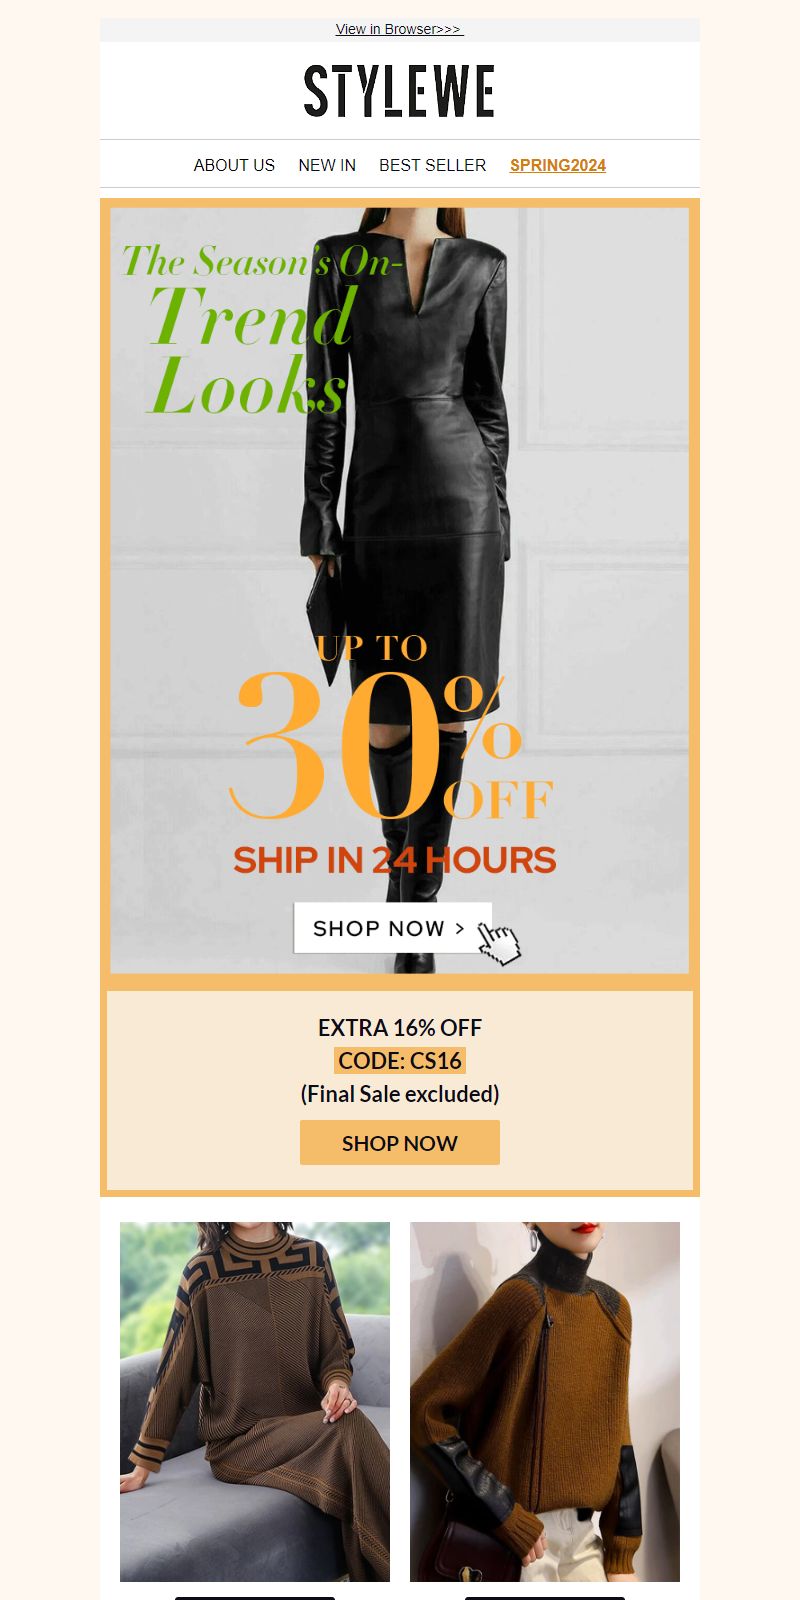 View in Browser>>>
STYLEWE
ABOUT US NEW IN BEST SELLER SPRING2024
The Season's On-
Trend
Looks
UP TO
30% OFF
SHIP IN 24 HOURS
SHOP NOW >
EXTRA 16% OFF
CODE: CS16
(Final Sale excluded)
SHOP NOW